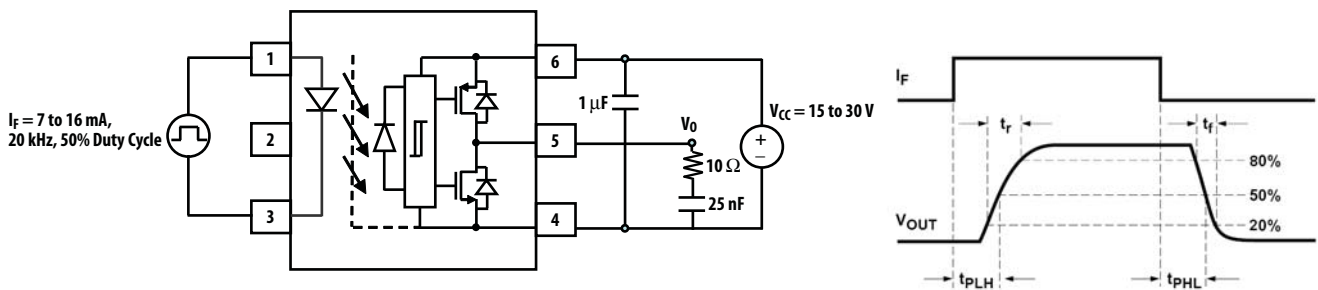 I_F = 7 to 16 mA,
20 kHz, 50% Duty Cycle
1
2
3
6
5
4
1 μF
V_O
10 Ω
25 nF
V_CC = 15 to 30 V
+
−
I_F
t_r
t_f
80%
50%
20%
V_OUT
t_PLH
t_PHL